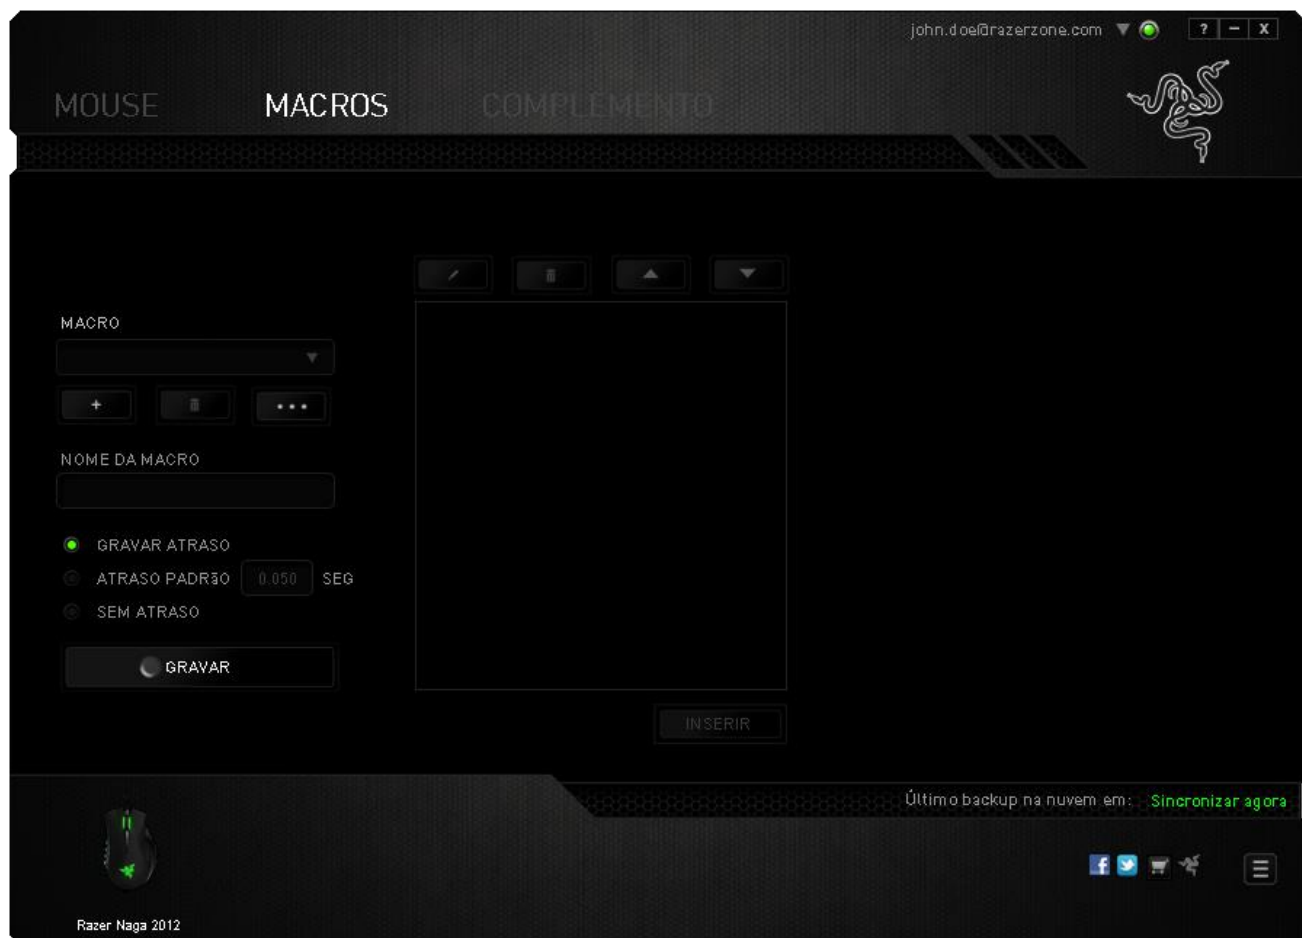 john.doe@razerzone.com
? – X
MOUSE MACROS COMPLEMENTO
MACRO
+
NOME DA MACRO
GRAVAR ATRASO
ATRASO PADRão 0.050 SEG
SEM ATRASO
GRAVAR
INSERIR
Último backup na nuvem em: Sincronizar agora
Razer Naga 2012